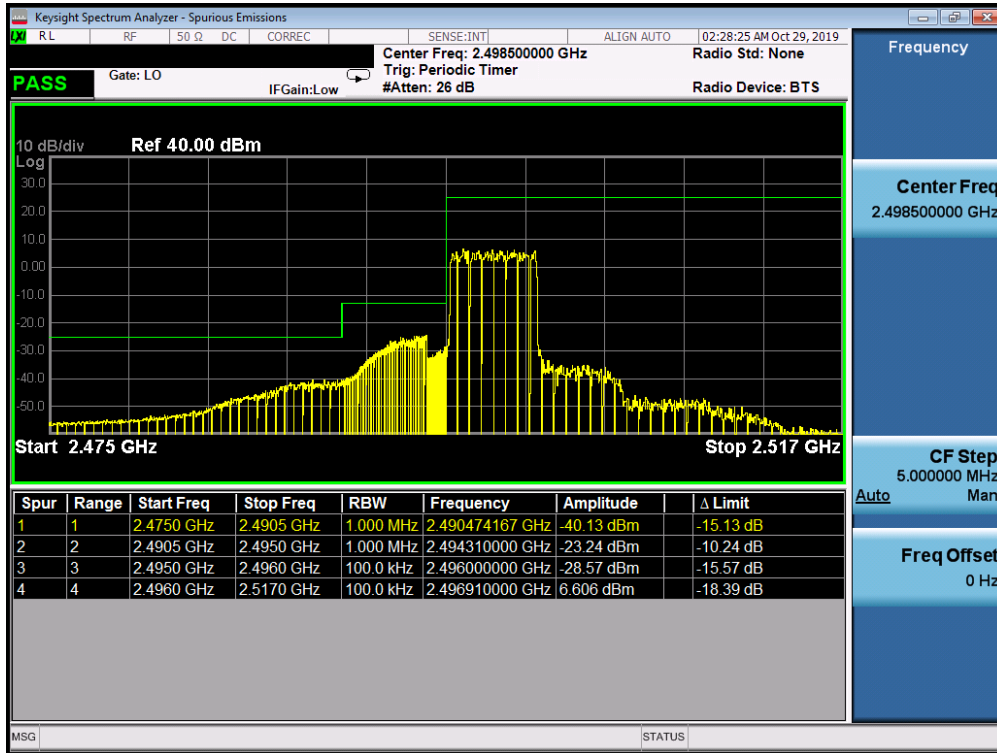 Keysight Spectrum Analyzer - Spurious Emissions
LXI RL RF 50 Ω DC CORREC SENSE:INT ALIGN AUTO 02:28:25 AM Oct 29, 2019
Center Freq: 2.498500000 GHz Radio Std: None
Trig: Periodic Timer
PASS Gate: LO IFGain:Low #Atten: 26 dB Radio Device: BTS
10 dB/div Ref 40.00 dBm
Log
30.0
20.0
10.0
0.00
-10.0
-20.0
-30.0
-40.0
-50.0
Start 2.475 GHz Stop 2.517 GHz
Spur Range Start Freq Stop Freq RBW Frequency Amplitude Δ Limit
1 1 2.4750 GHz 2.4905 GHz 1.000 MHz 2.490474167 GHz -40.13 dBm -15.13 dB
2 2 2.4905 GHz 2.4950 GHz 1.000 MHz 2.494310000 GHz -23.24 dBm -10.24 dB
3 3 2.4950 GHz 2.4960 GHz 100.0 kHz 2.496000000 GHz -28.57 dBm -15.57 dB
4 4 2.4960 GHz 2.5170 GHz 100.0 kHz 2.496910000 GHz 6.606 dBm -18.39 dB
MSG STATUS
Frequency
Center Freq
2.498500000 GHz
CF Step
5.000000 MHz
Auto Man
Freq Offset
0 Hz